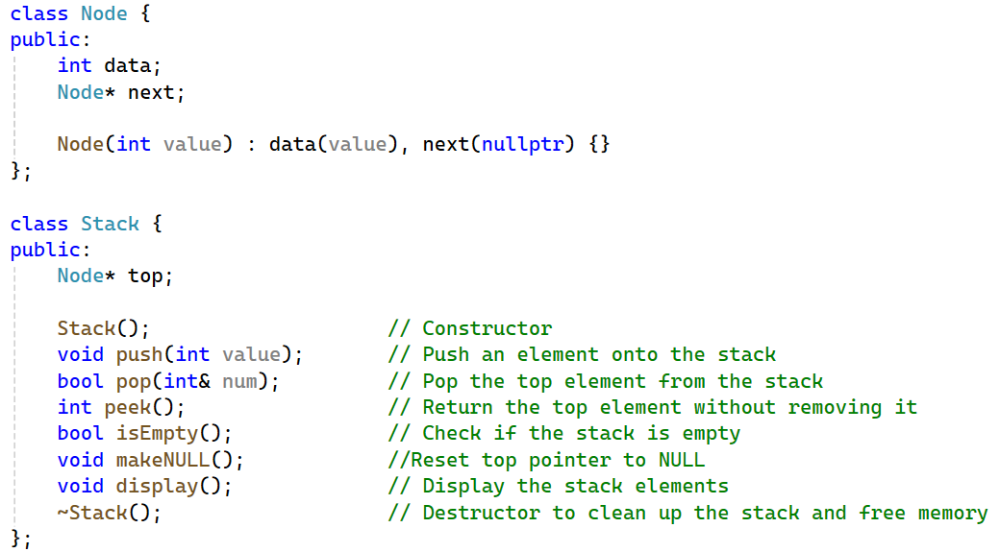 class Node {
public:
    int data;
    Node* next;

    Node(int value) : data(value), next(nullptr) {}
};

class Stack {
public:
    Node* top;

    Stack();                    // Constructor
    void push(int value);       // Push an element onto the stack
    bool pop(int& num);         // Pop the top element from the stack
    int peek();                 // Return the top element without removing it
    bool isEmpty();             // Check if the stack is empty
    void makeNULL();            //Reset top pointer to NULL
    void display();             // Display the stack elements
    ~Stack();                   // Destructor to clean up the stack and free memory
};